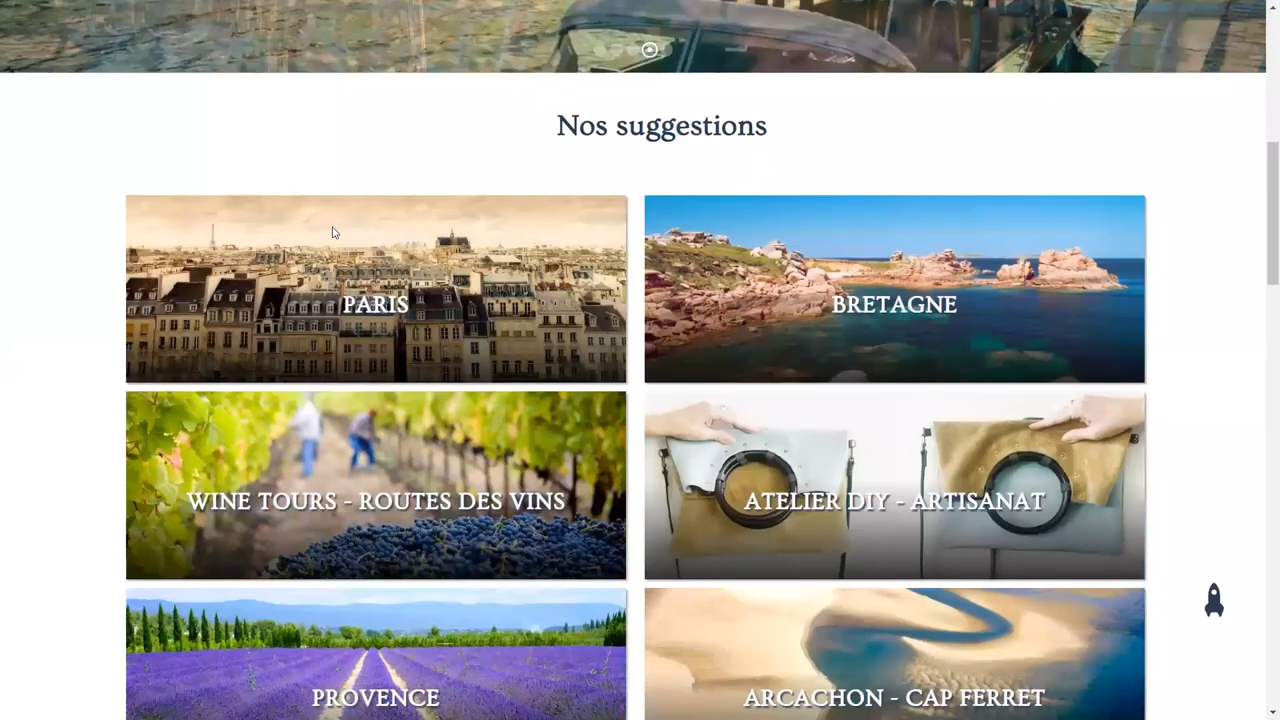 Nos suggestions
PARIS
BRETAGNE
WINE TOURS - ROUTES DES VINS
ATELIER DIY - ARTISANAT
PROVENCE
ARCACHON - CAP FERRET